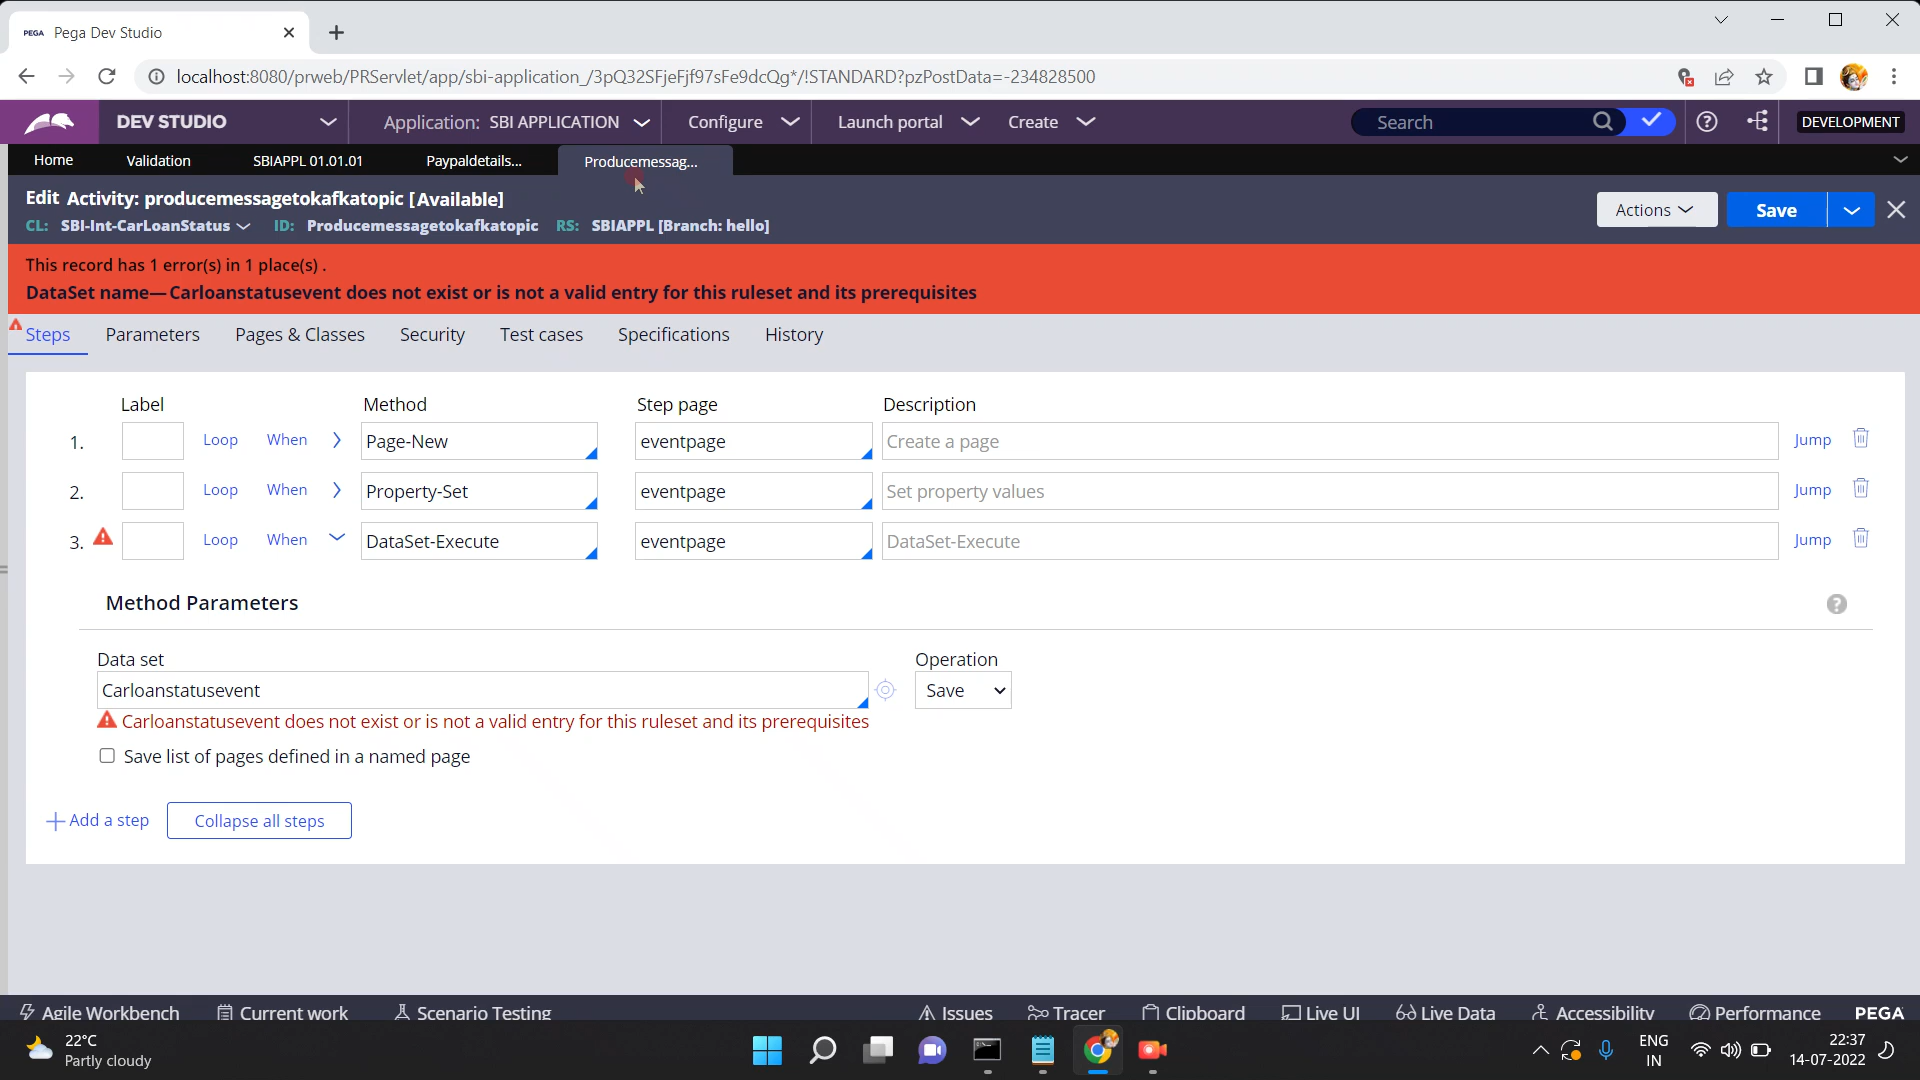 PEGA Pega Dev Studio
localhost:8080/prweb/PRServlet/app/sbi-application_/3pQ32SFjeFjf97sFe9dcQg*/!STANDARD?pzPostData=-234828500
DEV STUDIO Application: SBI APPLICATION Configure Launch portal Create Search DEVELOPMENT
Home Validation SBIAPPL 01.01.01 Paypaldetails... Producemessag...
Edit Activity: producemessagetokafkatopic [Available]
Actions Save
CL: SBI-Int-CarLoanStatus ID: Producemessagetokafkatopic RS: SBIAPPL [Branch: hello]
This record has 1 error(s) in 1 place(s) .
DataSet name— Carloanstatusevent does not exist or is not a valid entry for this ruleset and its prerequisites
Steps Parameters Pages & Classes Security Test cases Specifications History
Label Method Step page Description
1. Loop When Page-New eventpage Create a page Jump
2. Loop When Property-Set eventpage Set property values Jump
3. Loop When DataSet-Execute eventpage DataSet-Execute Jump
Method Parameters
Data set Operation
Carloanstatusevent Save
Carloanstatusevent does not exist or is not a valid entry for this ruleset and its prerequisites
Save list of pages defined in a named page
Add a step Collapse all steps
Agile Workbench Current work Scenario Testing Issues Tracer Clipboard Live UI Live Data Accessibility Performance PEGA
22°C
Partly cloudy
ENG
IN
22:37
14-07-2022